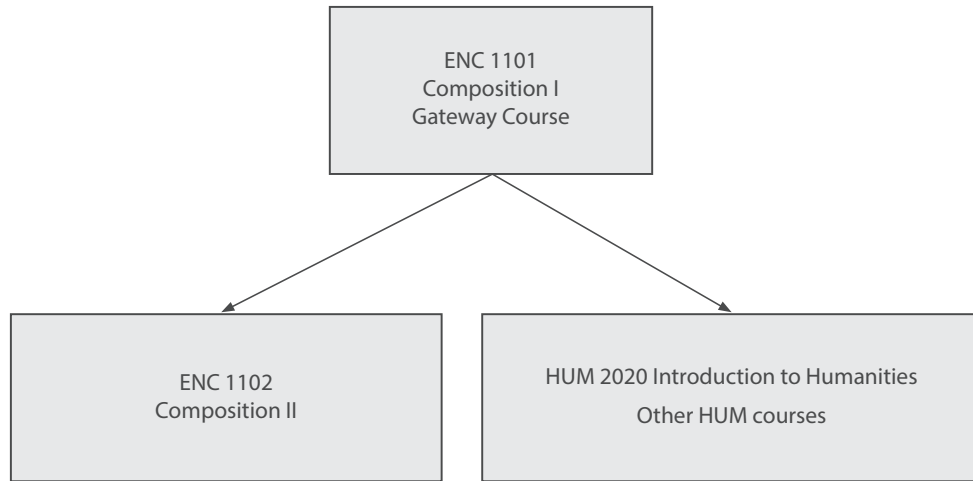 ENC 1101
Composition I
Gateway Course
ENC 1102
Composition II
HUM 2020 Introduction to Humanities
Other HUM courses